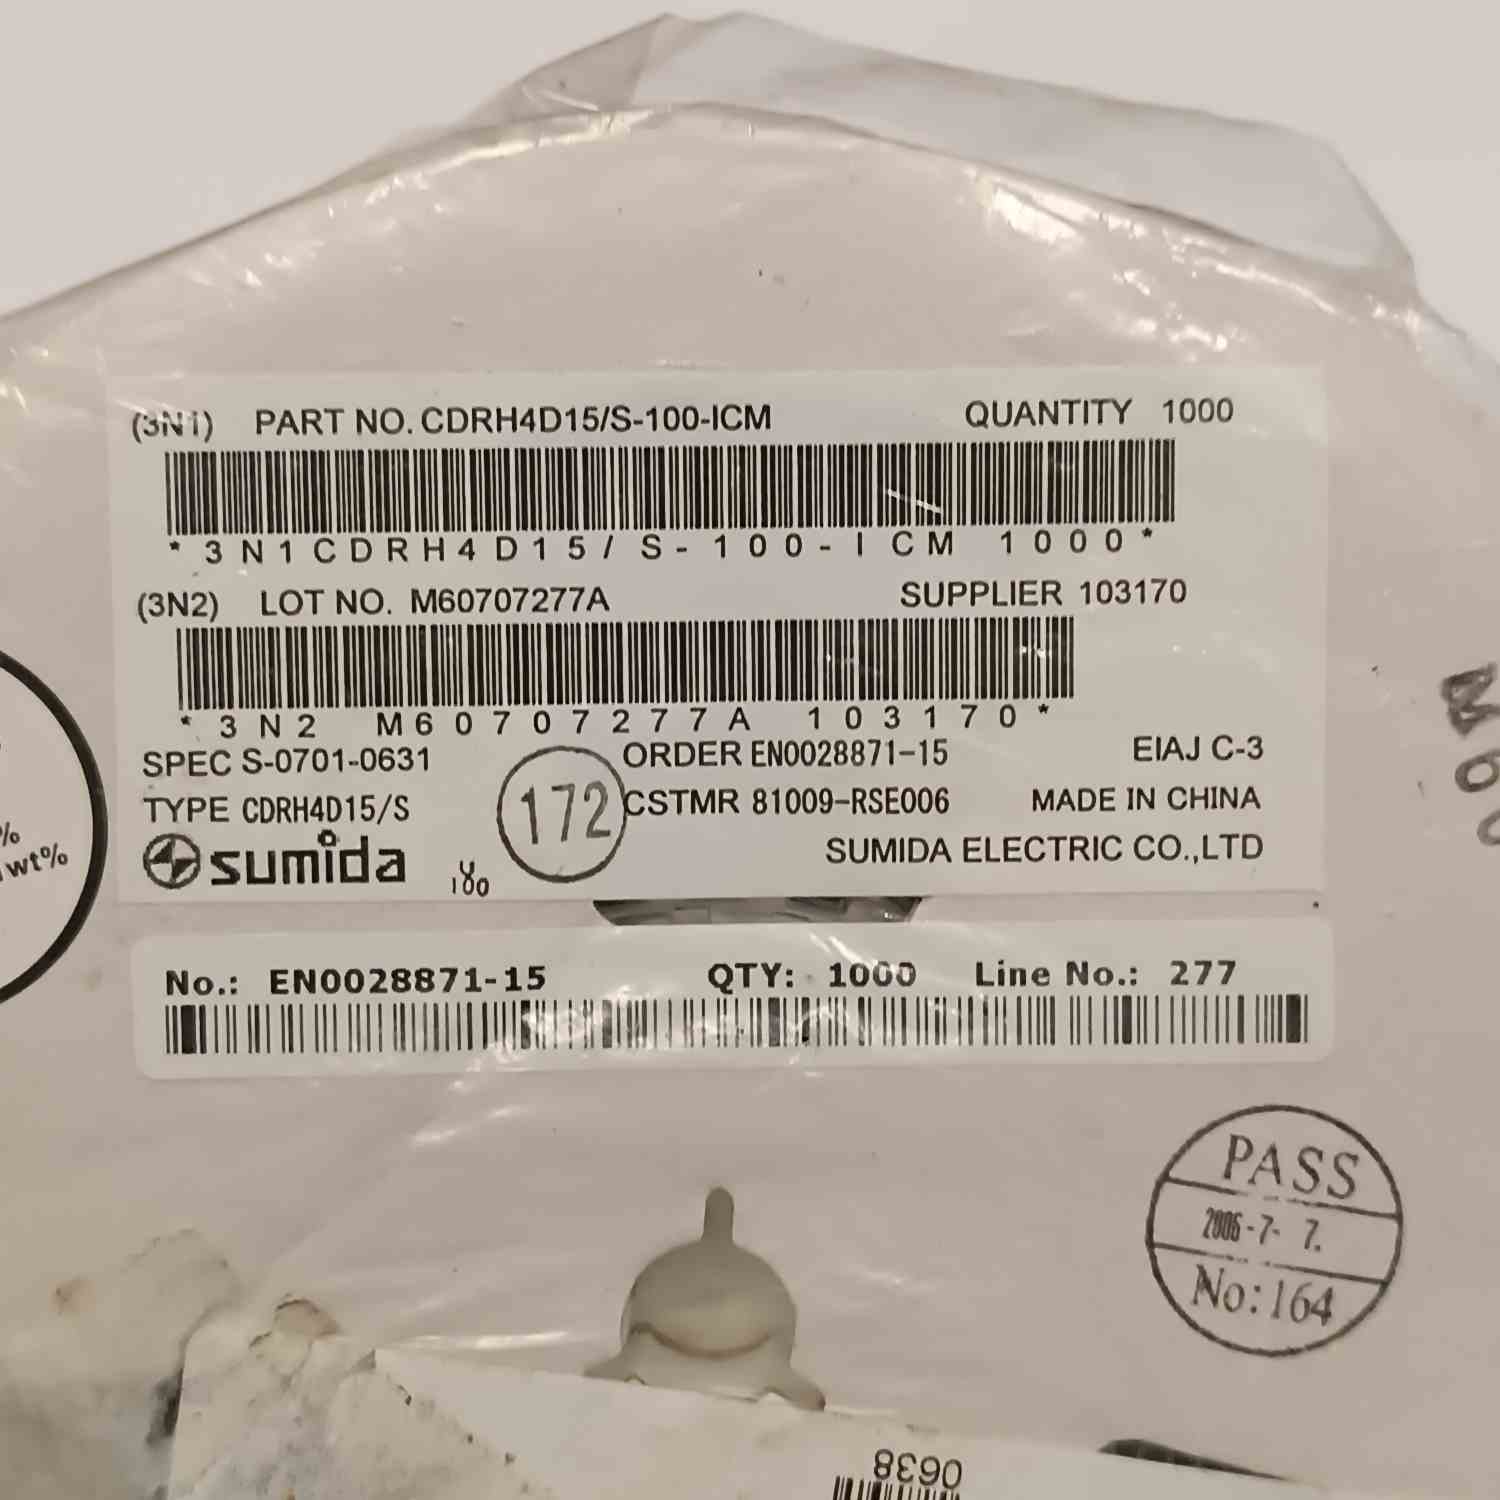 (3N1) PART NO. CDRH4D15/S-100-ICM QUANTITY 1000
*3N1CDRH4D15/S-100-ICM 1000*
(3N2) LOT NO. M60707277A SUPPLIER 103170
*3N2 M60707277A 103170*
SPEC S-0701-0631 ORDER EN0028871-15 EIAJ C-3
TYPE CDRH4D15/S 172 CSTMR 81009-RSE006 MADE IN CHINA
sumida SUMIDA ELECTRIC CO.,LTD
%
wt%
No.: EN0028871-15 QTY: 1000 Line No.: 277
PASS
2006-7-7.
No:164
0638